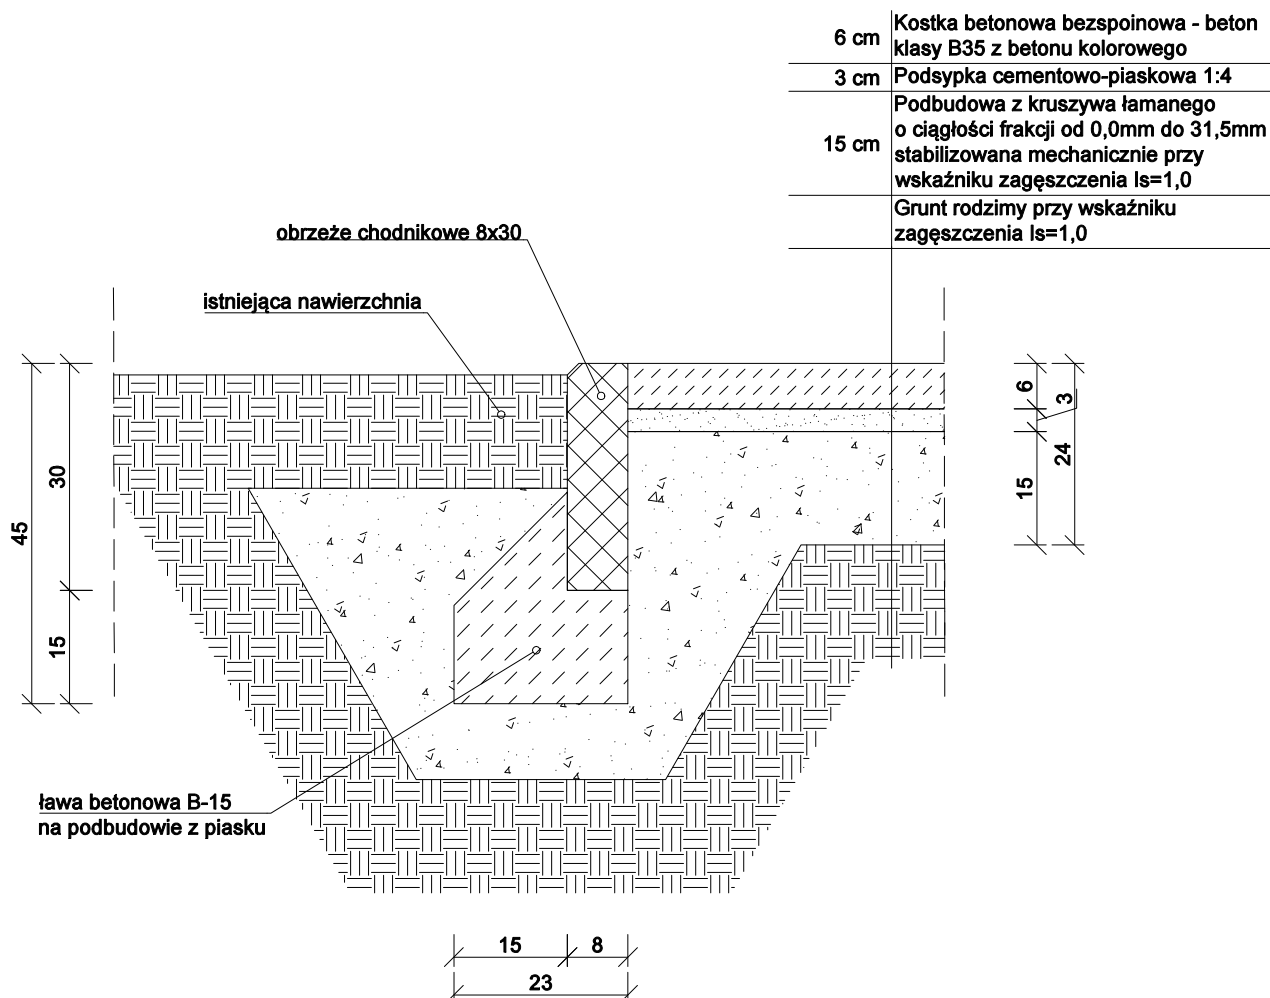 6 cm
Kostka betonowa bezspoinowa - beton
klasy B35 z betonu kolorowego
3 cm
Podsypka cementowo-piaskowa 1:4
15 cm
Podbudowa z kruszywa łamanego
o ciągłości frakcji od 0,0mm do 31,5mm
stabilizowana mechanicznie przy
wskaźniku zagęszczenia Is=1,0
Grunt rodzimy przy wskaźniku
zagęszczenia Is=1,0
obrzeże chodnikowe 8x30
istniejąca nawierzchnia
45
30
15
6
3
15
24
ława betonowa B-15
na podbudowie z piasku
15
8
23